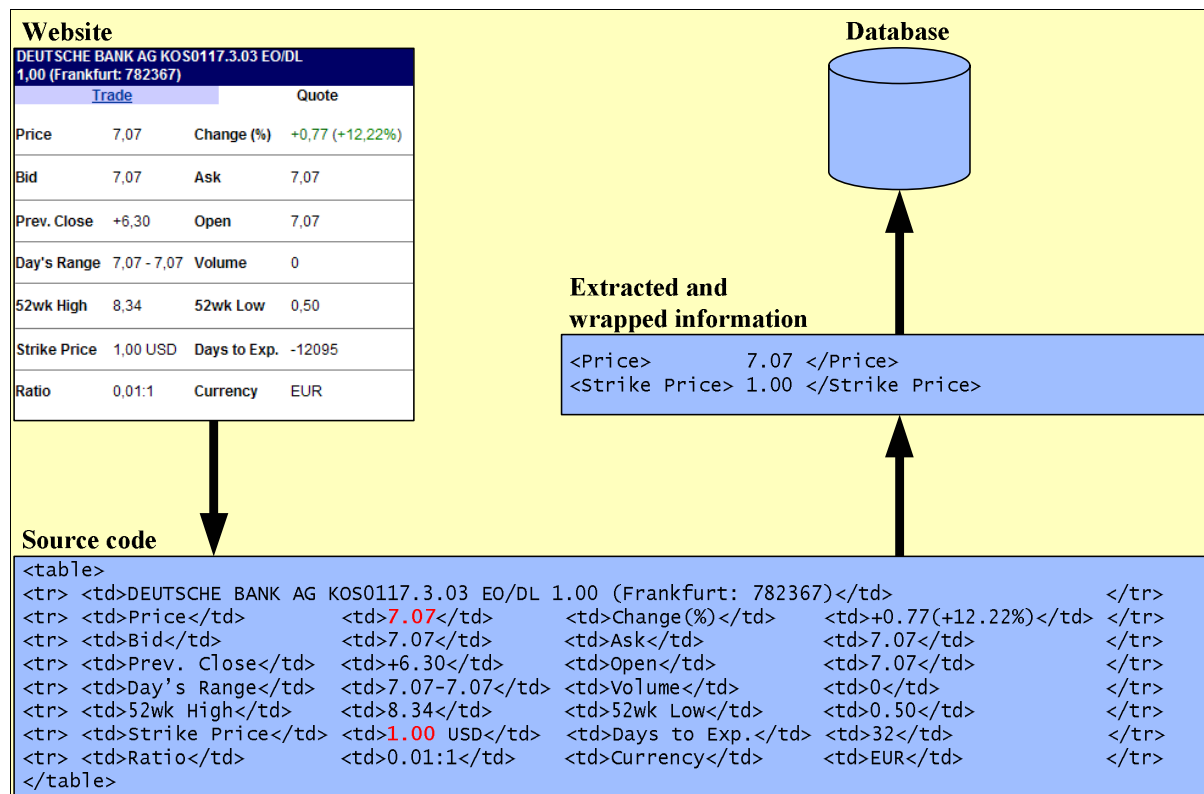 Website
DEUTSCHE BANK AG KOS0117.3.03 EO/DL
1,00 (Frankfurt: 782367)
Trade Quote
Price 7,07 Change (%) +0,77 (+12,22%)
Bid 7,07 Ask 7,07
Prev. Close +6,30 Open 7,07
Day's Range 7,07 - 7,07 Volume 0
52wk High 8,34 52wk Low 0,50
Strike Price 1,00 USD Days to Exp. -12095
Ratio 0,01:1 Currency EUR
Database
Extracted and
wrapped information
<Price> 7.07 </Price>
<Strike Price> 1.00 </Strike Price>
Source code
<table>
<tr> <td>DEUTSCHE BANK AG KOS0117.3.03 EO/DL 1.00 (Frankfurt: 782367)</td> </tr>
<tr> <td>Price</td> <td>7.07</td> <td>Change(%)</td> <td>+0.77(+12.22%)</td> </tr>
<tr> <td>Bid</td> <td>7.07</td> <td>Ask</td> <td>7.07</td> </tr>
<tr> <td>Prev. Close</td> <td>+6.30</td> <td>Open</td> <td>7.07</td> </tr>
<tr> <td>Day’s Range</td> <td>7.07-7.07</td> <td>Volume</td> <td>0</td> </tr>
<tr> <td>52wk High</td> <td>8.34</td> <td>52wk Low</td> <td>0.50</td> </tr>
<tr> <td>Strike Price</td> <td>1.00 USD</td> <td>Days to Exp.</td> <td>32</td> </tr>
<tr> <td>Ratio</td> <td>0.01:1</td> <td>Currency</td> <td>EUR</td> </tr>
</table>